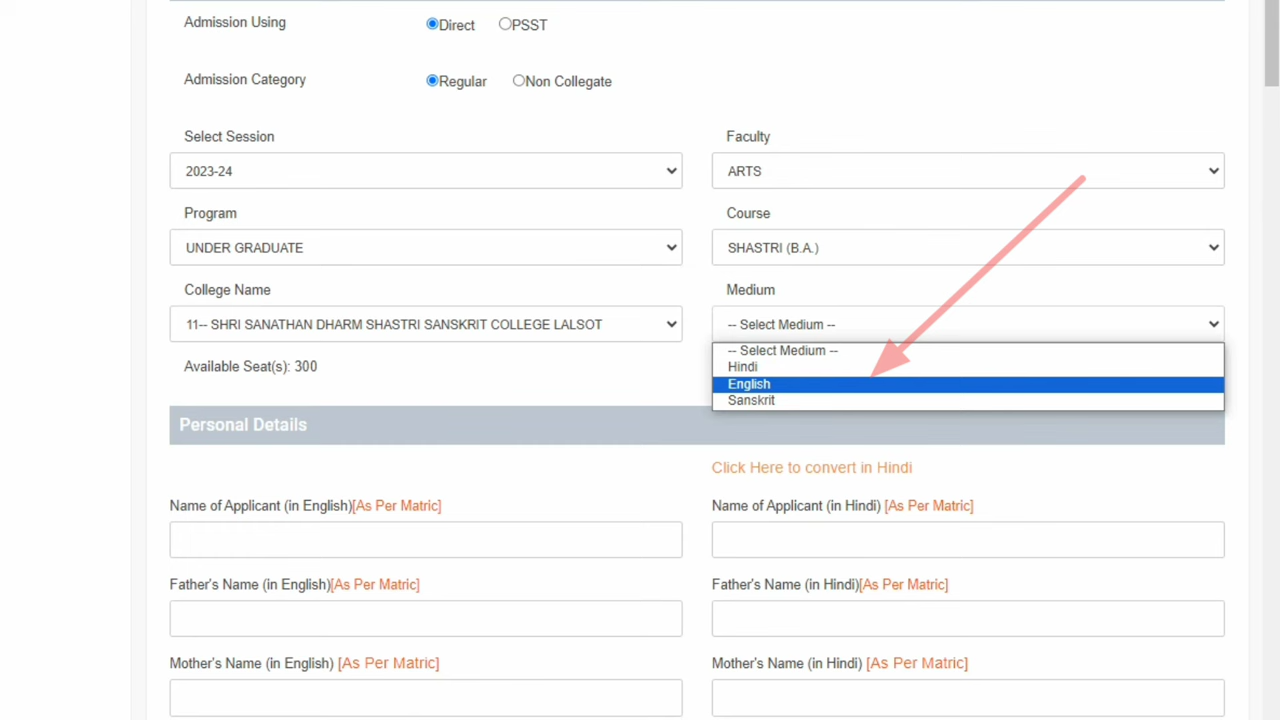 Admission Using
Direct PSST
Admission Category
Regular Non Collegate
Select Session
Faculty
2023-24
ARTS
Program
Course
UNDER GRADUATE
SHASTRI (B.A.)
College Name
Medium
11-- SHRI SANATHAN DHARM SHASTRI SANSKRIT COLLEGE LALSOT
-- Select Medium --
-- Select Medium --
Hindi
English
Sanskrit
Available Seat(s): 300
Personal Details
Click Here to convert in Hindi
Name of Applicant (in English)[As Per Matric]
Name of Applicant (in Hindi) [As Per Matric]
Father's Name (in English)[As Per Matric]
Father's Name (in Hindi)[As Per Matric]
Mother's Name (in English) [As Per Matric]
Mother's Name (in Hindi) [As Per Matric]